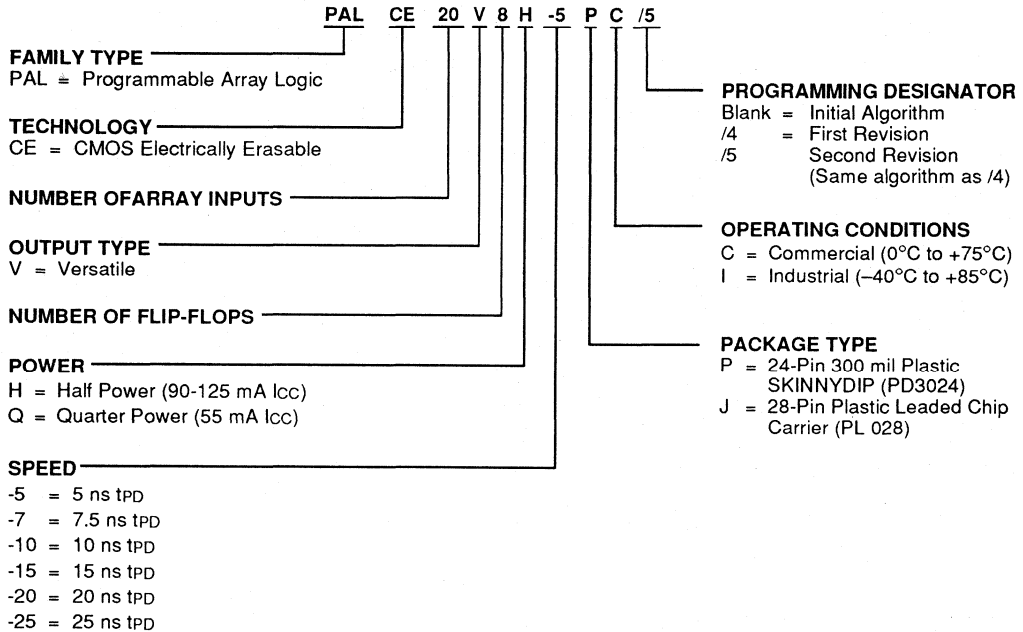 PAL CE 20 V 8 H -5 P C /5
FAMILY TYPE
PAL = Programmable Array Logic
TECHNOLOGY
CE = CMOS Electrically Erasable
NUMBER OFARRAY INPUTS
OUTPUT TYPE
V = Versatile
NUMBER OF FLIP-FLOPS
POWER
H = Half Power (90-125 mA ICC)
Q = Quarter Power (55 mA ICC)
SPEED
-5 = 5 ns tPD
-7 = 7.5 ns tPD
-10 = 10 ns tPD
-15 = 15 ns tPD
-20 = 20 ns tPD
-25 = 25 ns tPD
PROGRAMMING DESIGNATOR
Blank = Initial Algorithm
/4 = First Revision
/5 Second Revision
(Same algorithm as /4)
OPERATING CONDITIONS
C = Commercial (0°C to +75°C)
I = Industrial (–40°C to +85°C)
PACKAGE TYPE
P = 24-Pin 300 mil Plastic
SKINNYDIP (PD3024)
J = 28-Pin Plastic Leaded Chip
Carrier (PL 028)